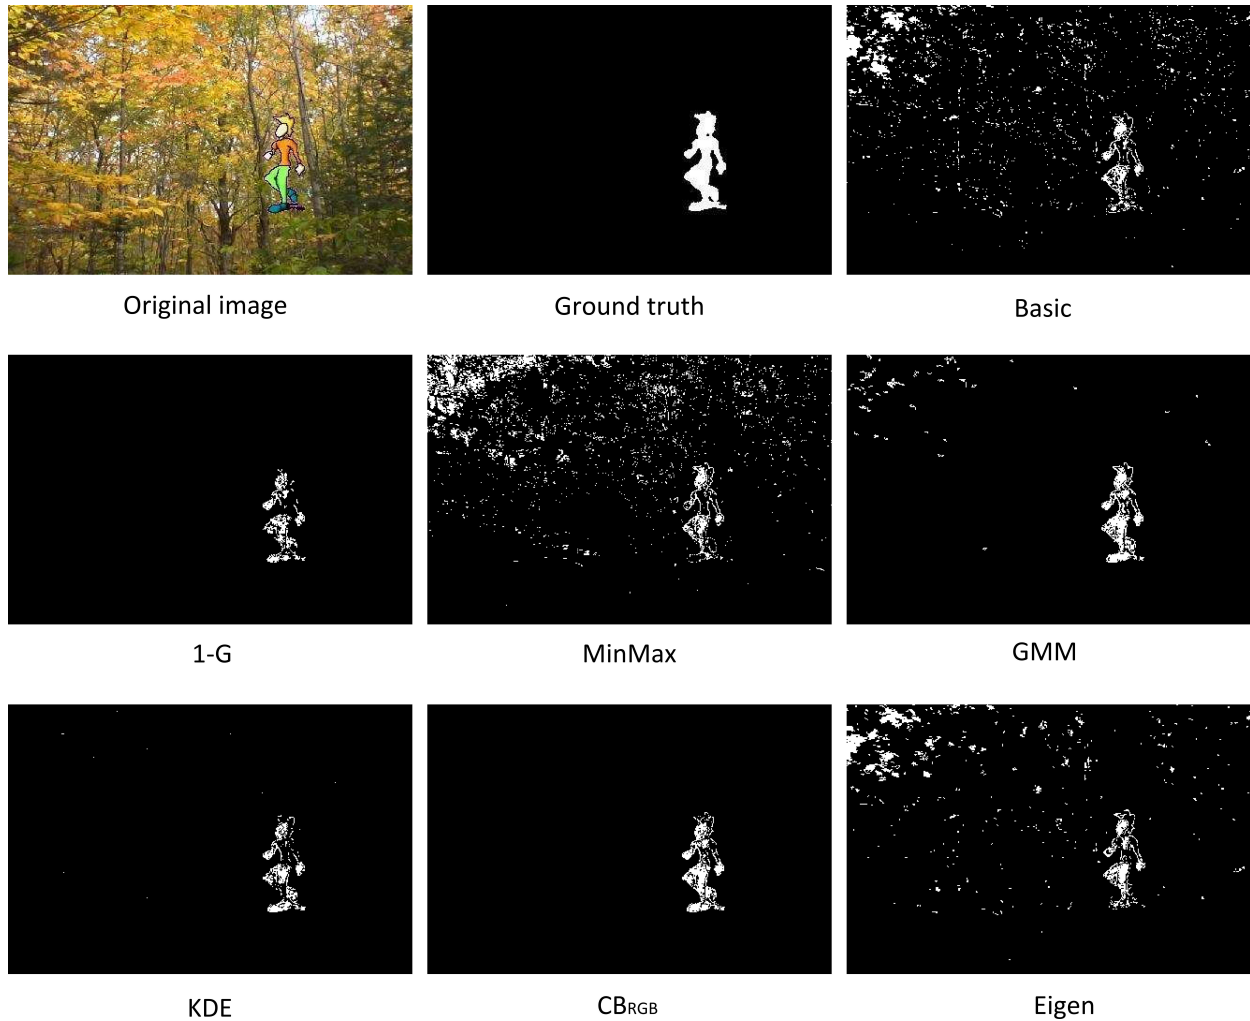 Original image
Ground truth
Basic
1-G
MinMax
GMM
KDE
CBRGB
Eigen